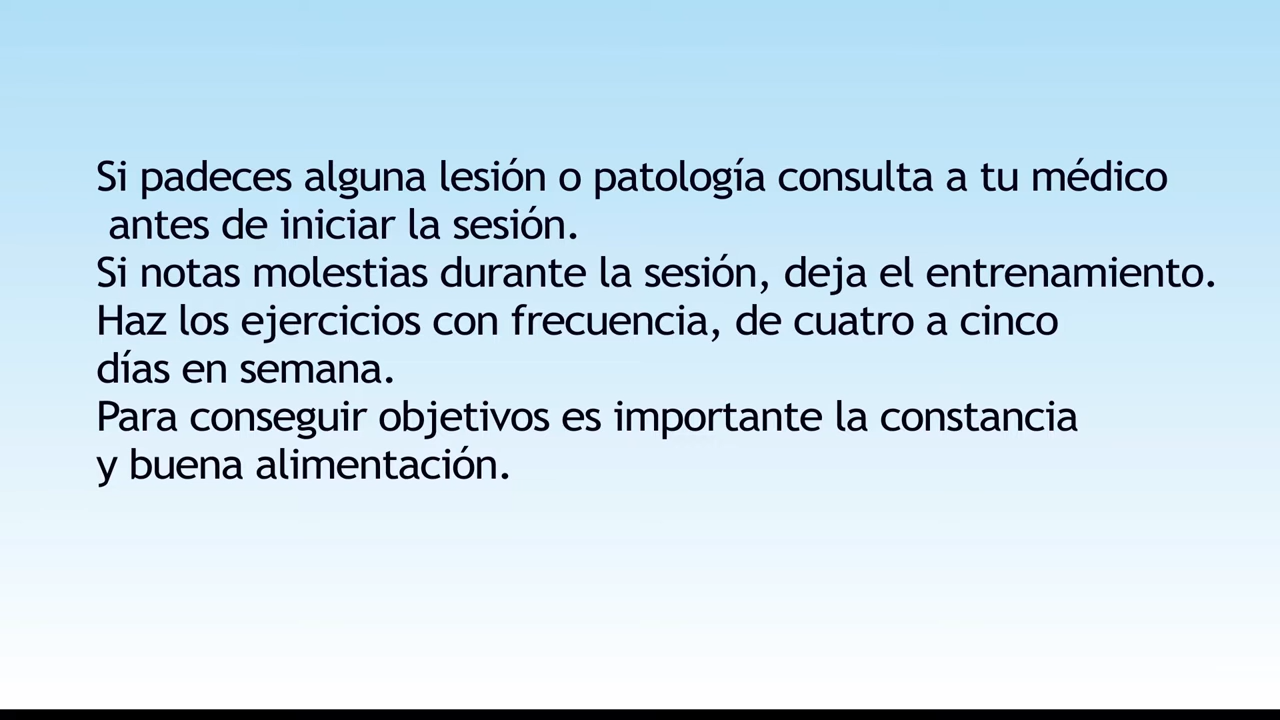 Si padeces alguna lesión o patología consulta a tu médico
antes de iniciar la sesión.
Si notas molestias durante la sesión, deja el entrenamiento.
Haz los ejercicios con frecuencia, de cuatro a cinco
días en semana.
Para conseguir objetivos es importante la constancia
y buena alimentación.